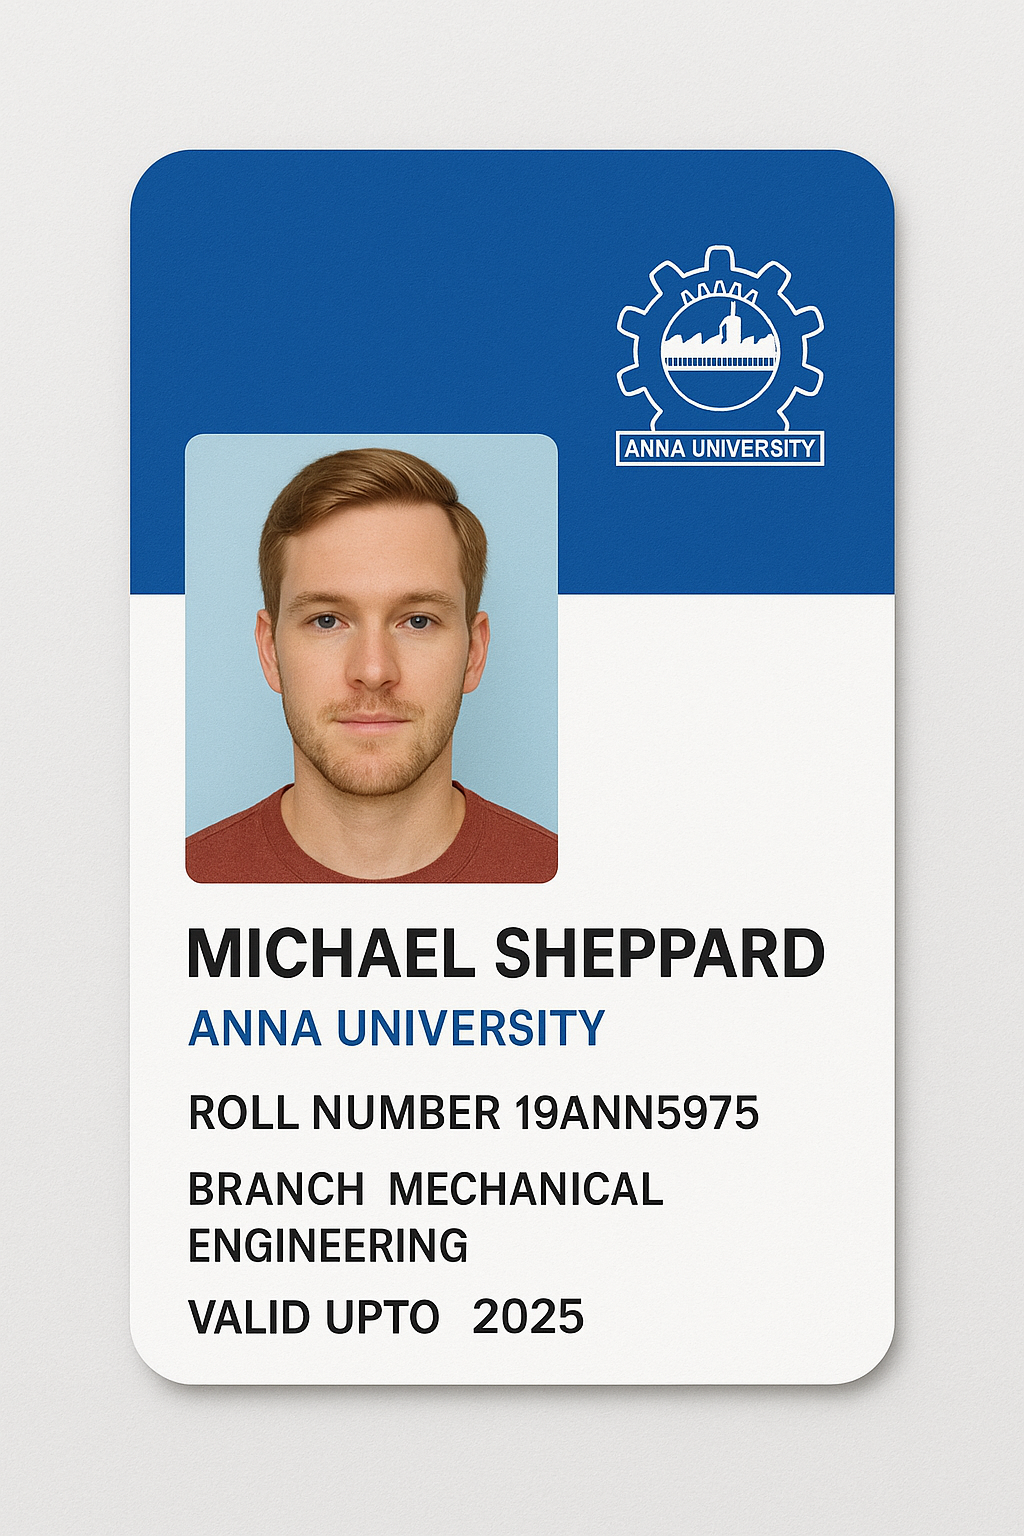 ANNA UNIVERSITY
MICHAEL SHEPPARD
ANNA UNIVERSITY
ROLL NUMBER 19ANN5975
BRANCH MECHANICAL
ENGINEERING
VALID UPTO 2025